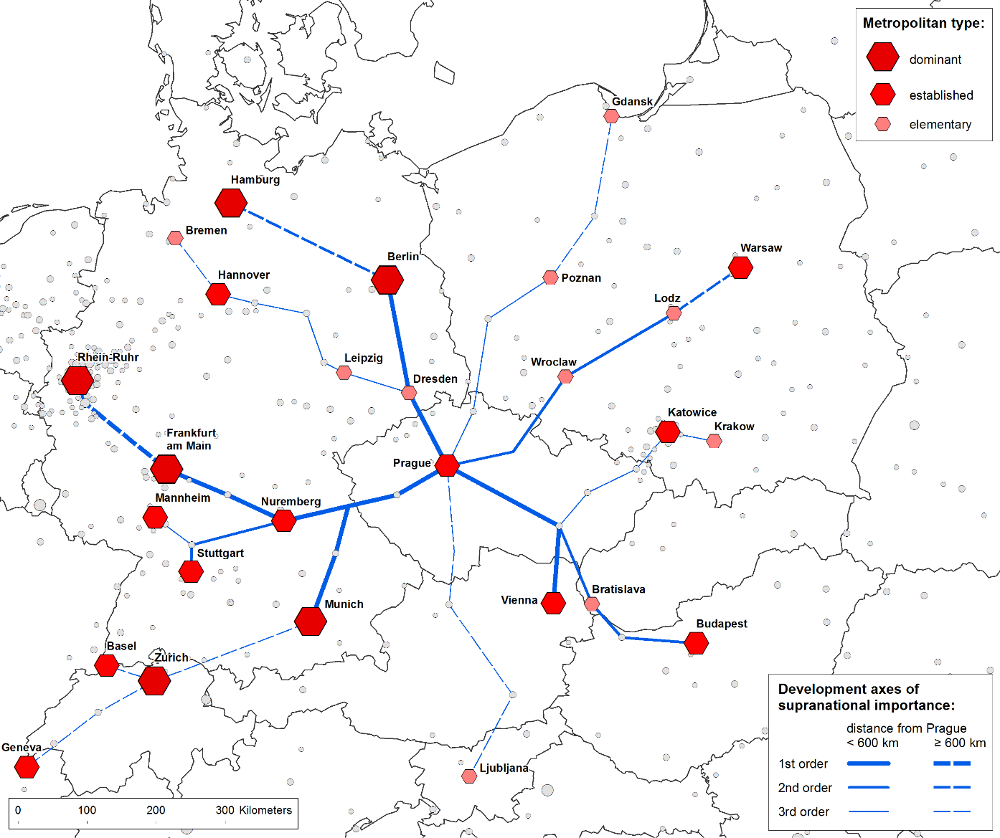 Metropolitan type:
dominant
established
elementary
Gdansk
Hamburg
Bremen
Berlin
Warsaw
Hannover
Poznan
Lodz
Rhein-Ruhr
Leipzig
Wroclaw
Dresden
Katowice
Krakow
Frankfurt
am Main
Prague
Mannheim
Nuremberg
Stuttgart
Munich
Vienna
Bratislava
Budapest
Basel
Zurich
Geneva
Ljubljana
Development axes of
supranational importance:
distance from Prague
< 600 km ≥ 600 km
1st order
2nd order
3rd order
0 100 200 300 Kilometers